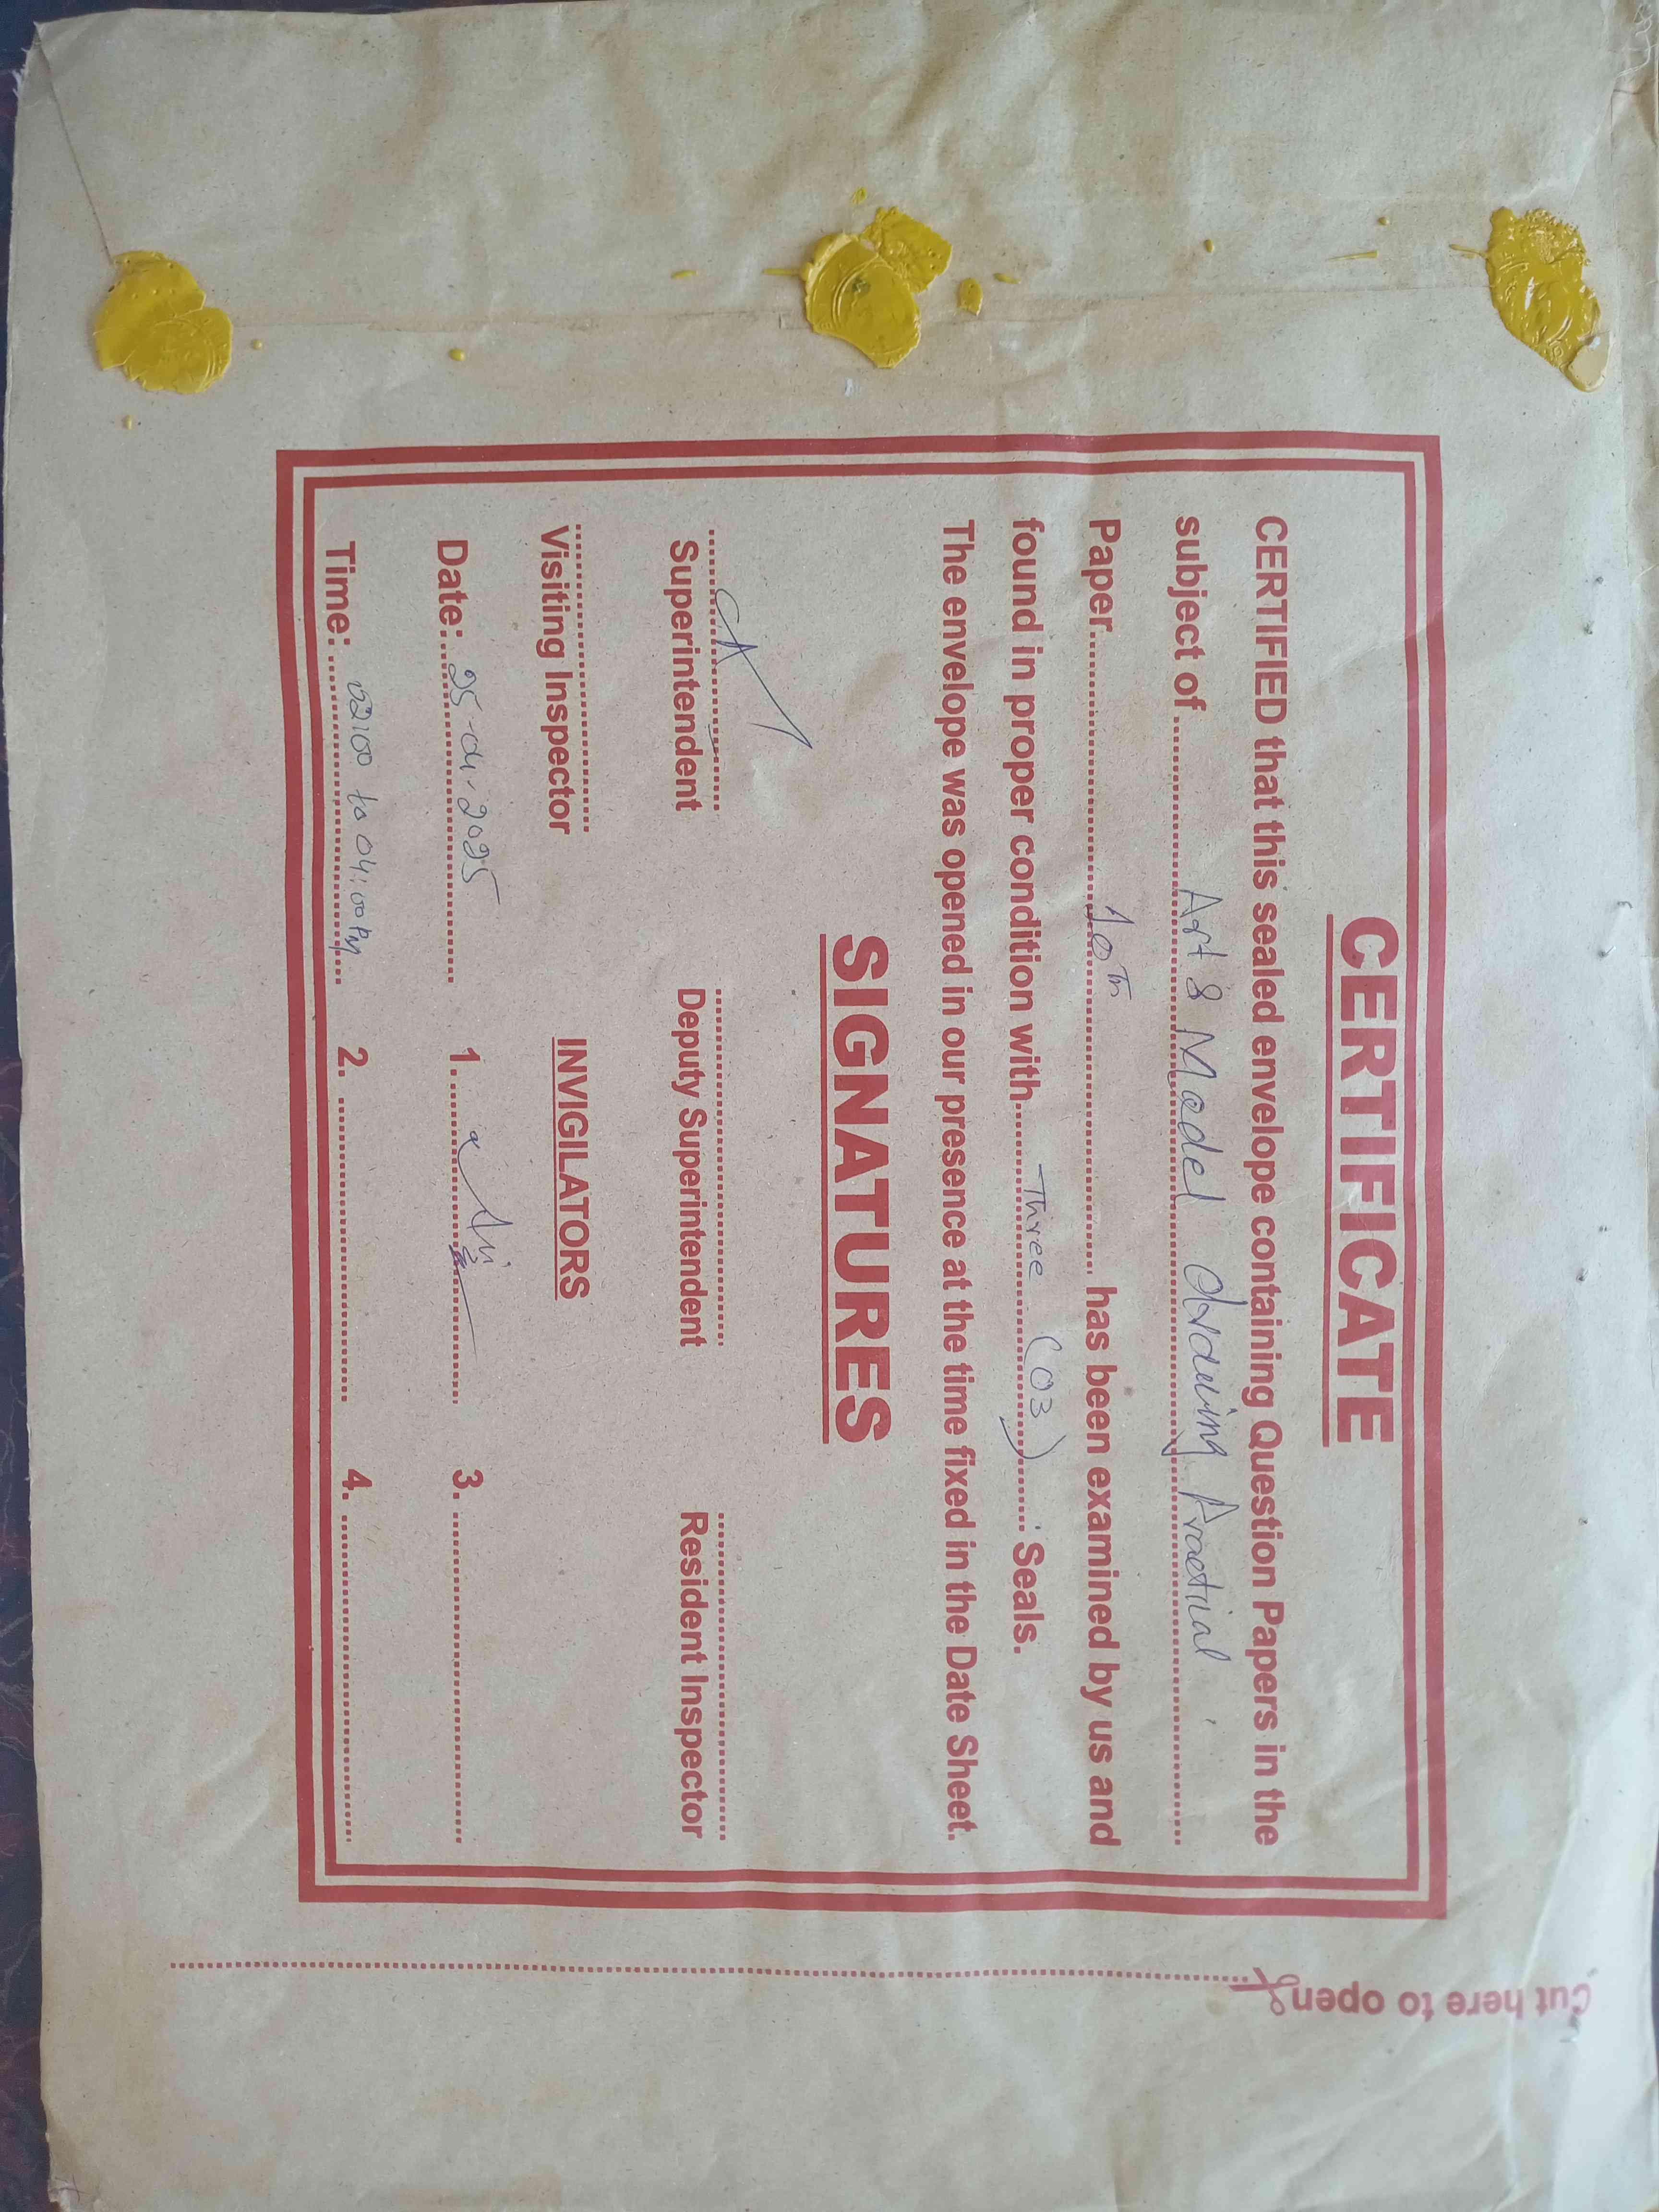 CERTIFICATE
CERTIFIED that this sealed envelope containing Question Papers in the
subject of Art & Model drawing Practical
Paper 10th has been examined by us and
found in proper condition with Three (03) Seals.
The envelope was opened in our presence at the time fixed in the Date Sheet.
SIGNATURES
Superintendent Deputy Superintendent Resident Inspector
Visiting Inspector INVIGILATORS
Date: 25-04-2025 1. 3.
Time: 02:00 to 04:00 PM 2. 4.
Cut here to open